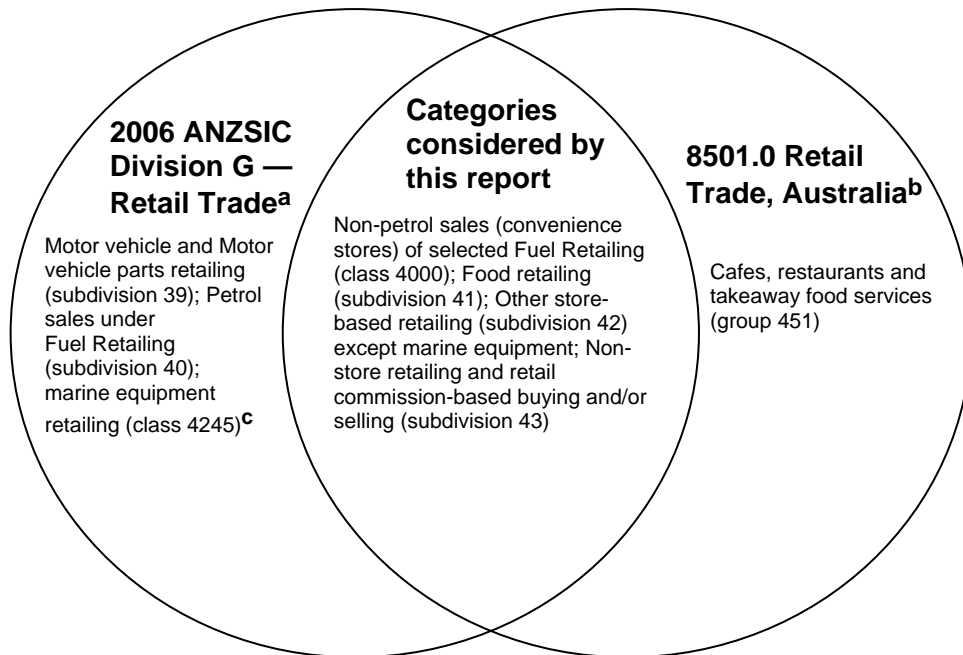 2006 ANZSIC
Division G —
Retail Tradea
Motor vehicle and Motor
vehicle parts retailing
(subdivision 39); Petrol
sales under
Fuel Retailing
(subdivision 40);
marine equipment
retailing (class 4245)c
Categories
considered by
this report
Non-petrol sales (convenience
stores) of selected Fuel Retailing
(class 4000); Food retailing
(subdivision 41); Other store-
based retailing (subdivision 42)
except marine equipment; Non-
store retailing and retail
commission-based buying and/or
selling (subdivision 43)
8501.0 Retail
Trade, Australiab
Cafes, restaurants and
takeaway food services
(group 451)